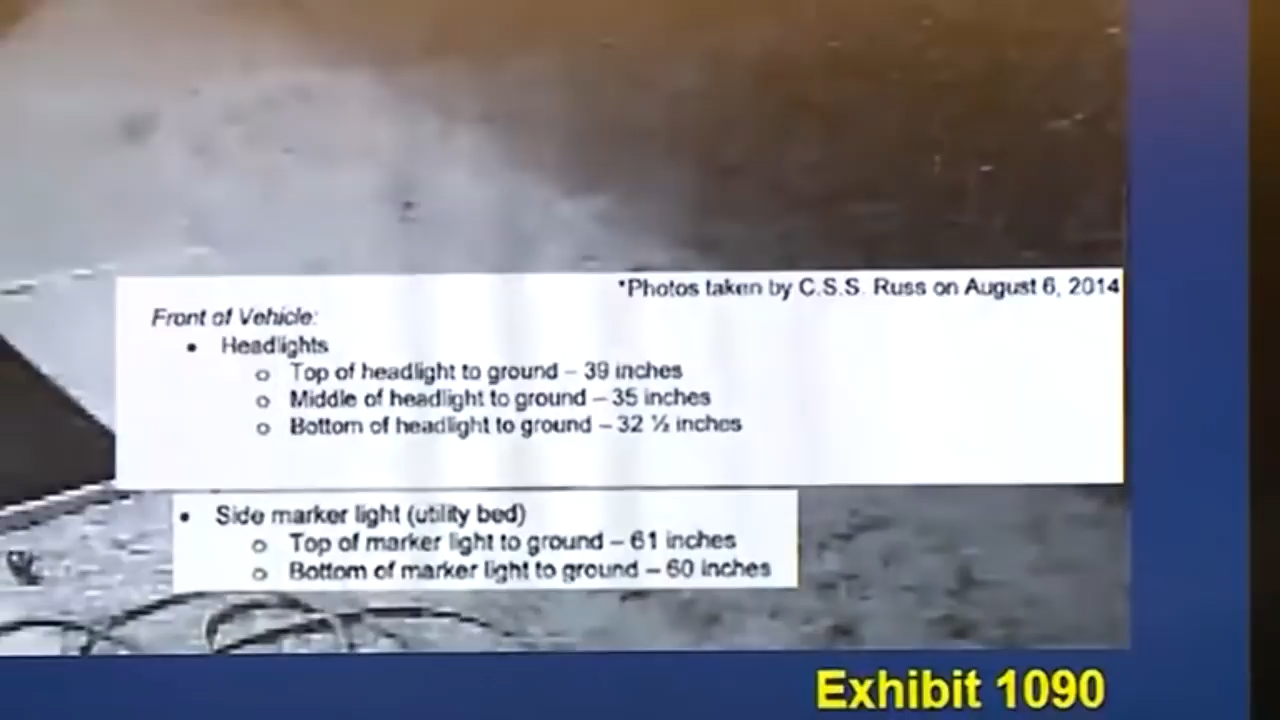 *Photos taken by C.S.S. Russ on August 6, 2014
Front of Vehicle:
• Headlights
o Top of headlight to ground – 39 inches
o Middle of headlight to ground – 35 inches
o Bottom of headlight to ground – 32 ½ inches
• Side marker light (utility bed)
o Top of marker light to ground – 61 inches
o Bottom of marker light to ground – 60 inches
Exhibit 1090